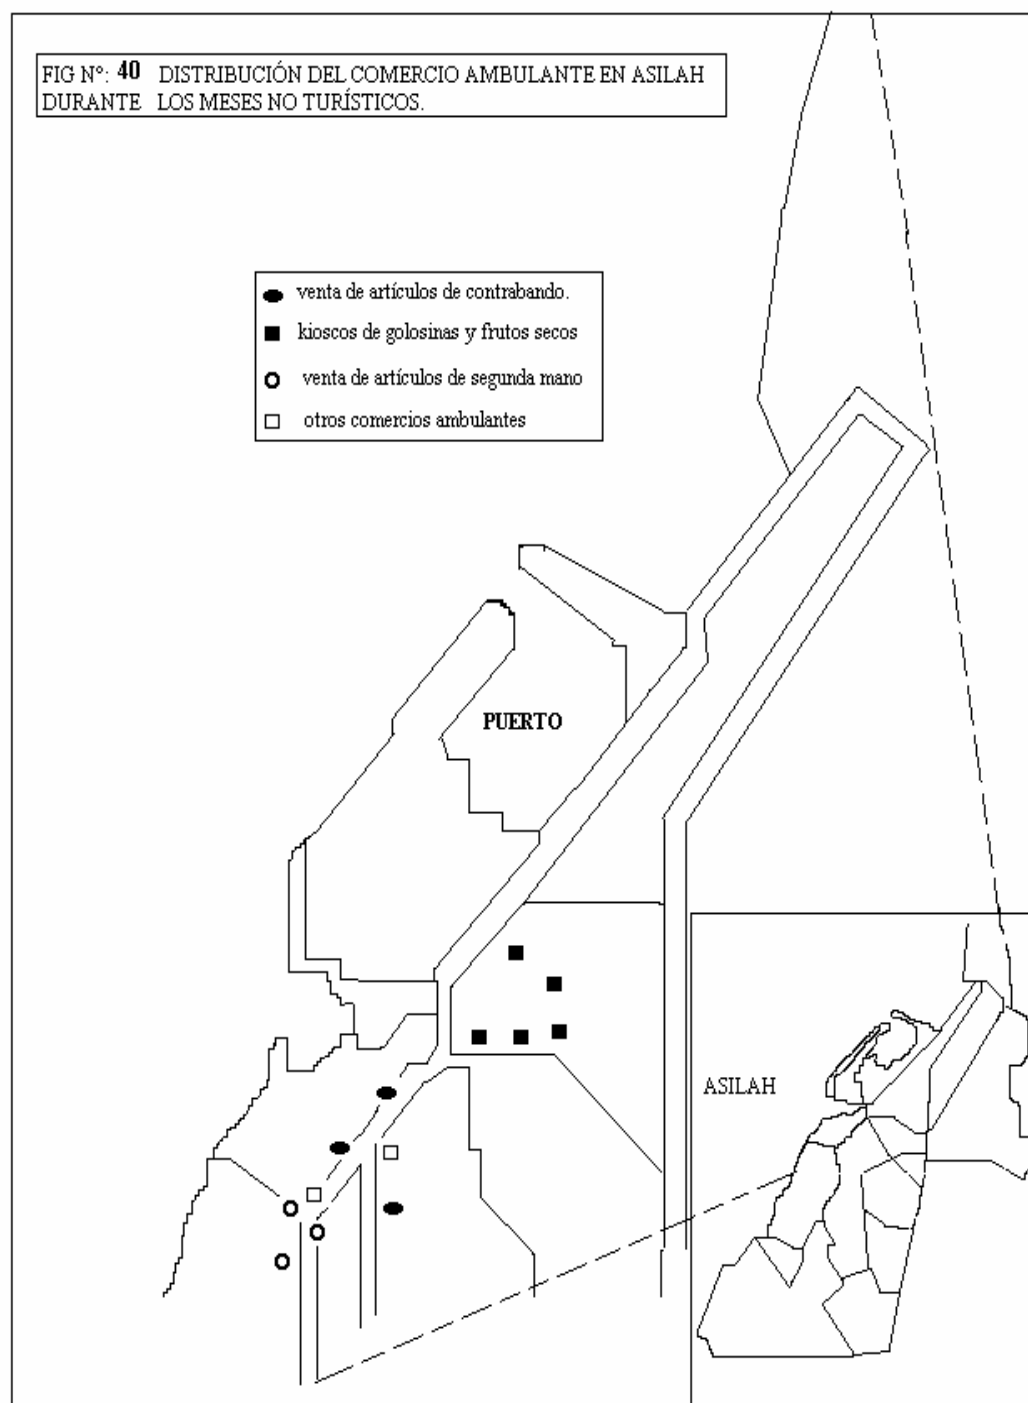 FIG Nº: 40 DISTRIBUCIÓN DEL COMERCIO AMBULANTE EN ASILAH
DURANTE LOS MESES NO TURÍSTICOS.
venta de artículos de contrabando.
kioscos de golosinas y frutos secos
venta de artículos de segunda mano
otros comercios ambulantes
PUERTO
ASILAH